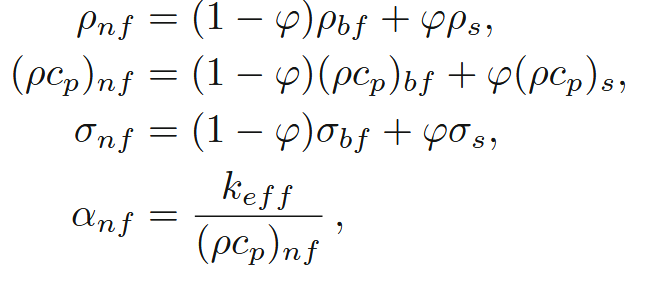 ρ_{nf} = (1 − φ)ρ_{bf} + φρ_s,
(ρc_p)_{nf} = (1 − φ)(ρc_p)_{bf} + φ(ρc_p)_s,
σ_{nf} = (1 − φ)σ_{bf} + φσ_s,
α_{nf} = \frac{k_{eff}}{(ρc_p)_{nf}},